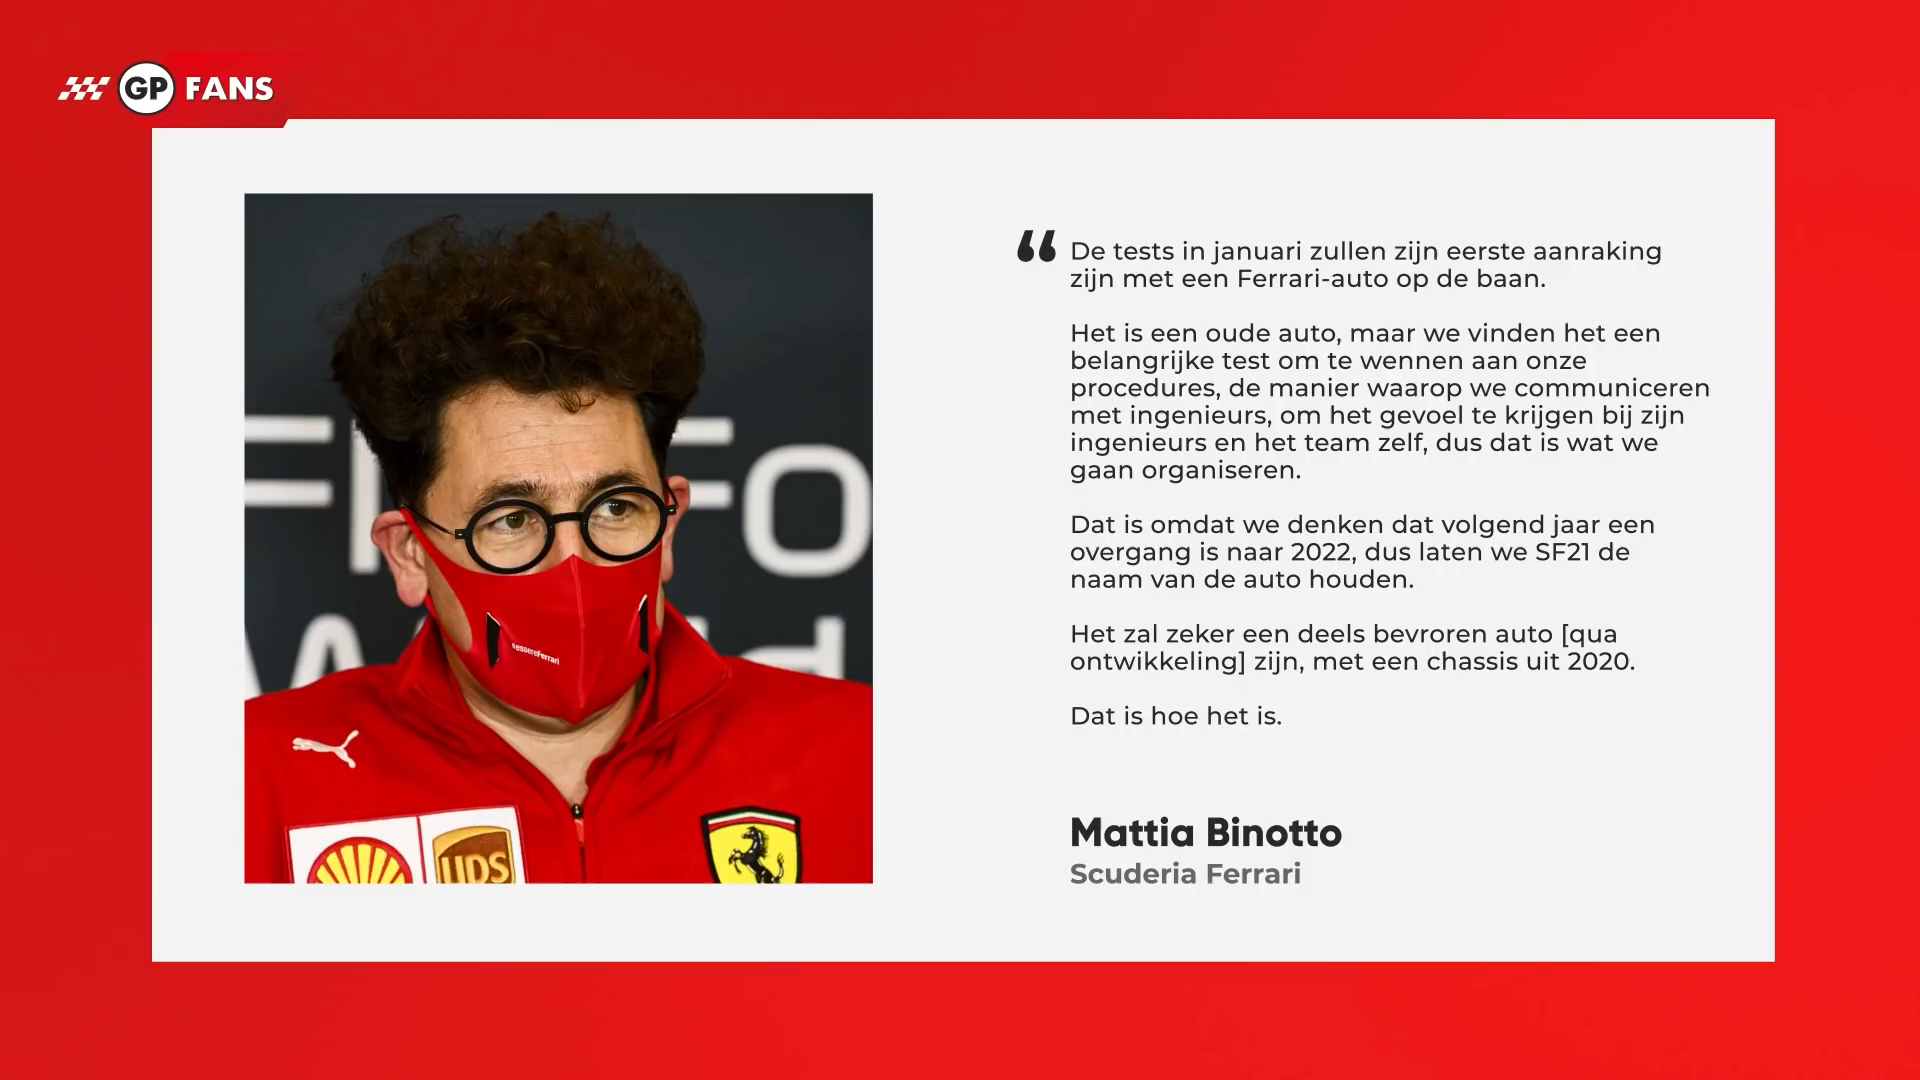 GP FANS
“ De tests in januari zullen zijn eerste aanraking
zijn met een Ferrari-auto op de baan.
Het is een oude auto, maar we vinden het een
belangrijke test om te wennen aan onze
procedures, de manier waarop we communiceren
met ingenieurs, om het gevoel te krijgen bij zijn
ingenieurs en het team zelf, dus dat is wat we
gaan organiseren.
Dat is omdat we denken dat volgend jaar een
overgang is naar 2022, dus laten we SF21 de
naam van de auto houden.
Het zal zeker een deels bevroren auto [qua
ontwikkeling] zijn, met een chassis uit 2020.
Dat is hoe het is.
Mattia Binotto
Scuderia Ferrari
#essereFerrari
ups